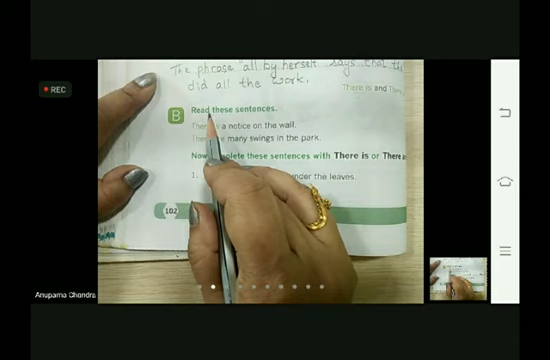 The phrase "all by herself" says that
did all the work.
There is and
REC
B Read these sentences.
a notice on the wall.
many swings in the park.
Now complete these sentences with There is or There
1. under the leaves.
102
Anupama Chandra